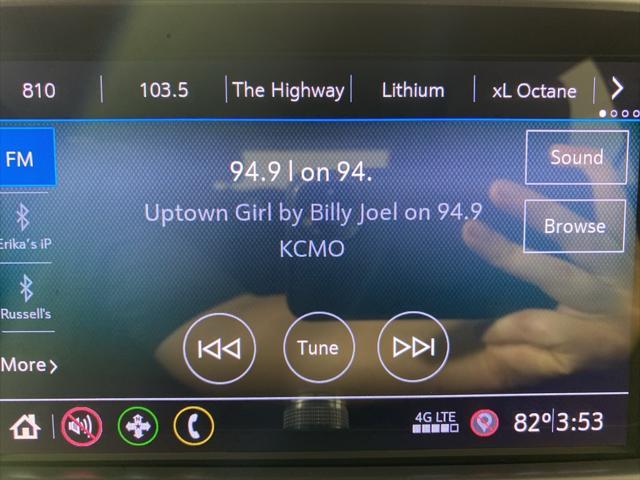 810 103.5 The Highway Lithium xL Octane
FM
94.9 l on 94.
Sound
Uptown Girl by Billy Joel on 94.9
KCMO
Browse
Erika's iP
Russell's
Tune
More
4G LTE
82° 3:53